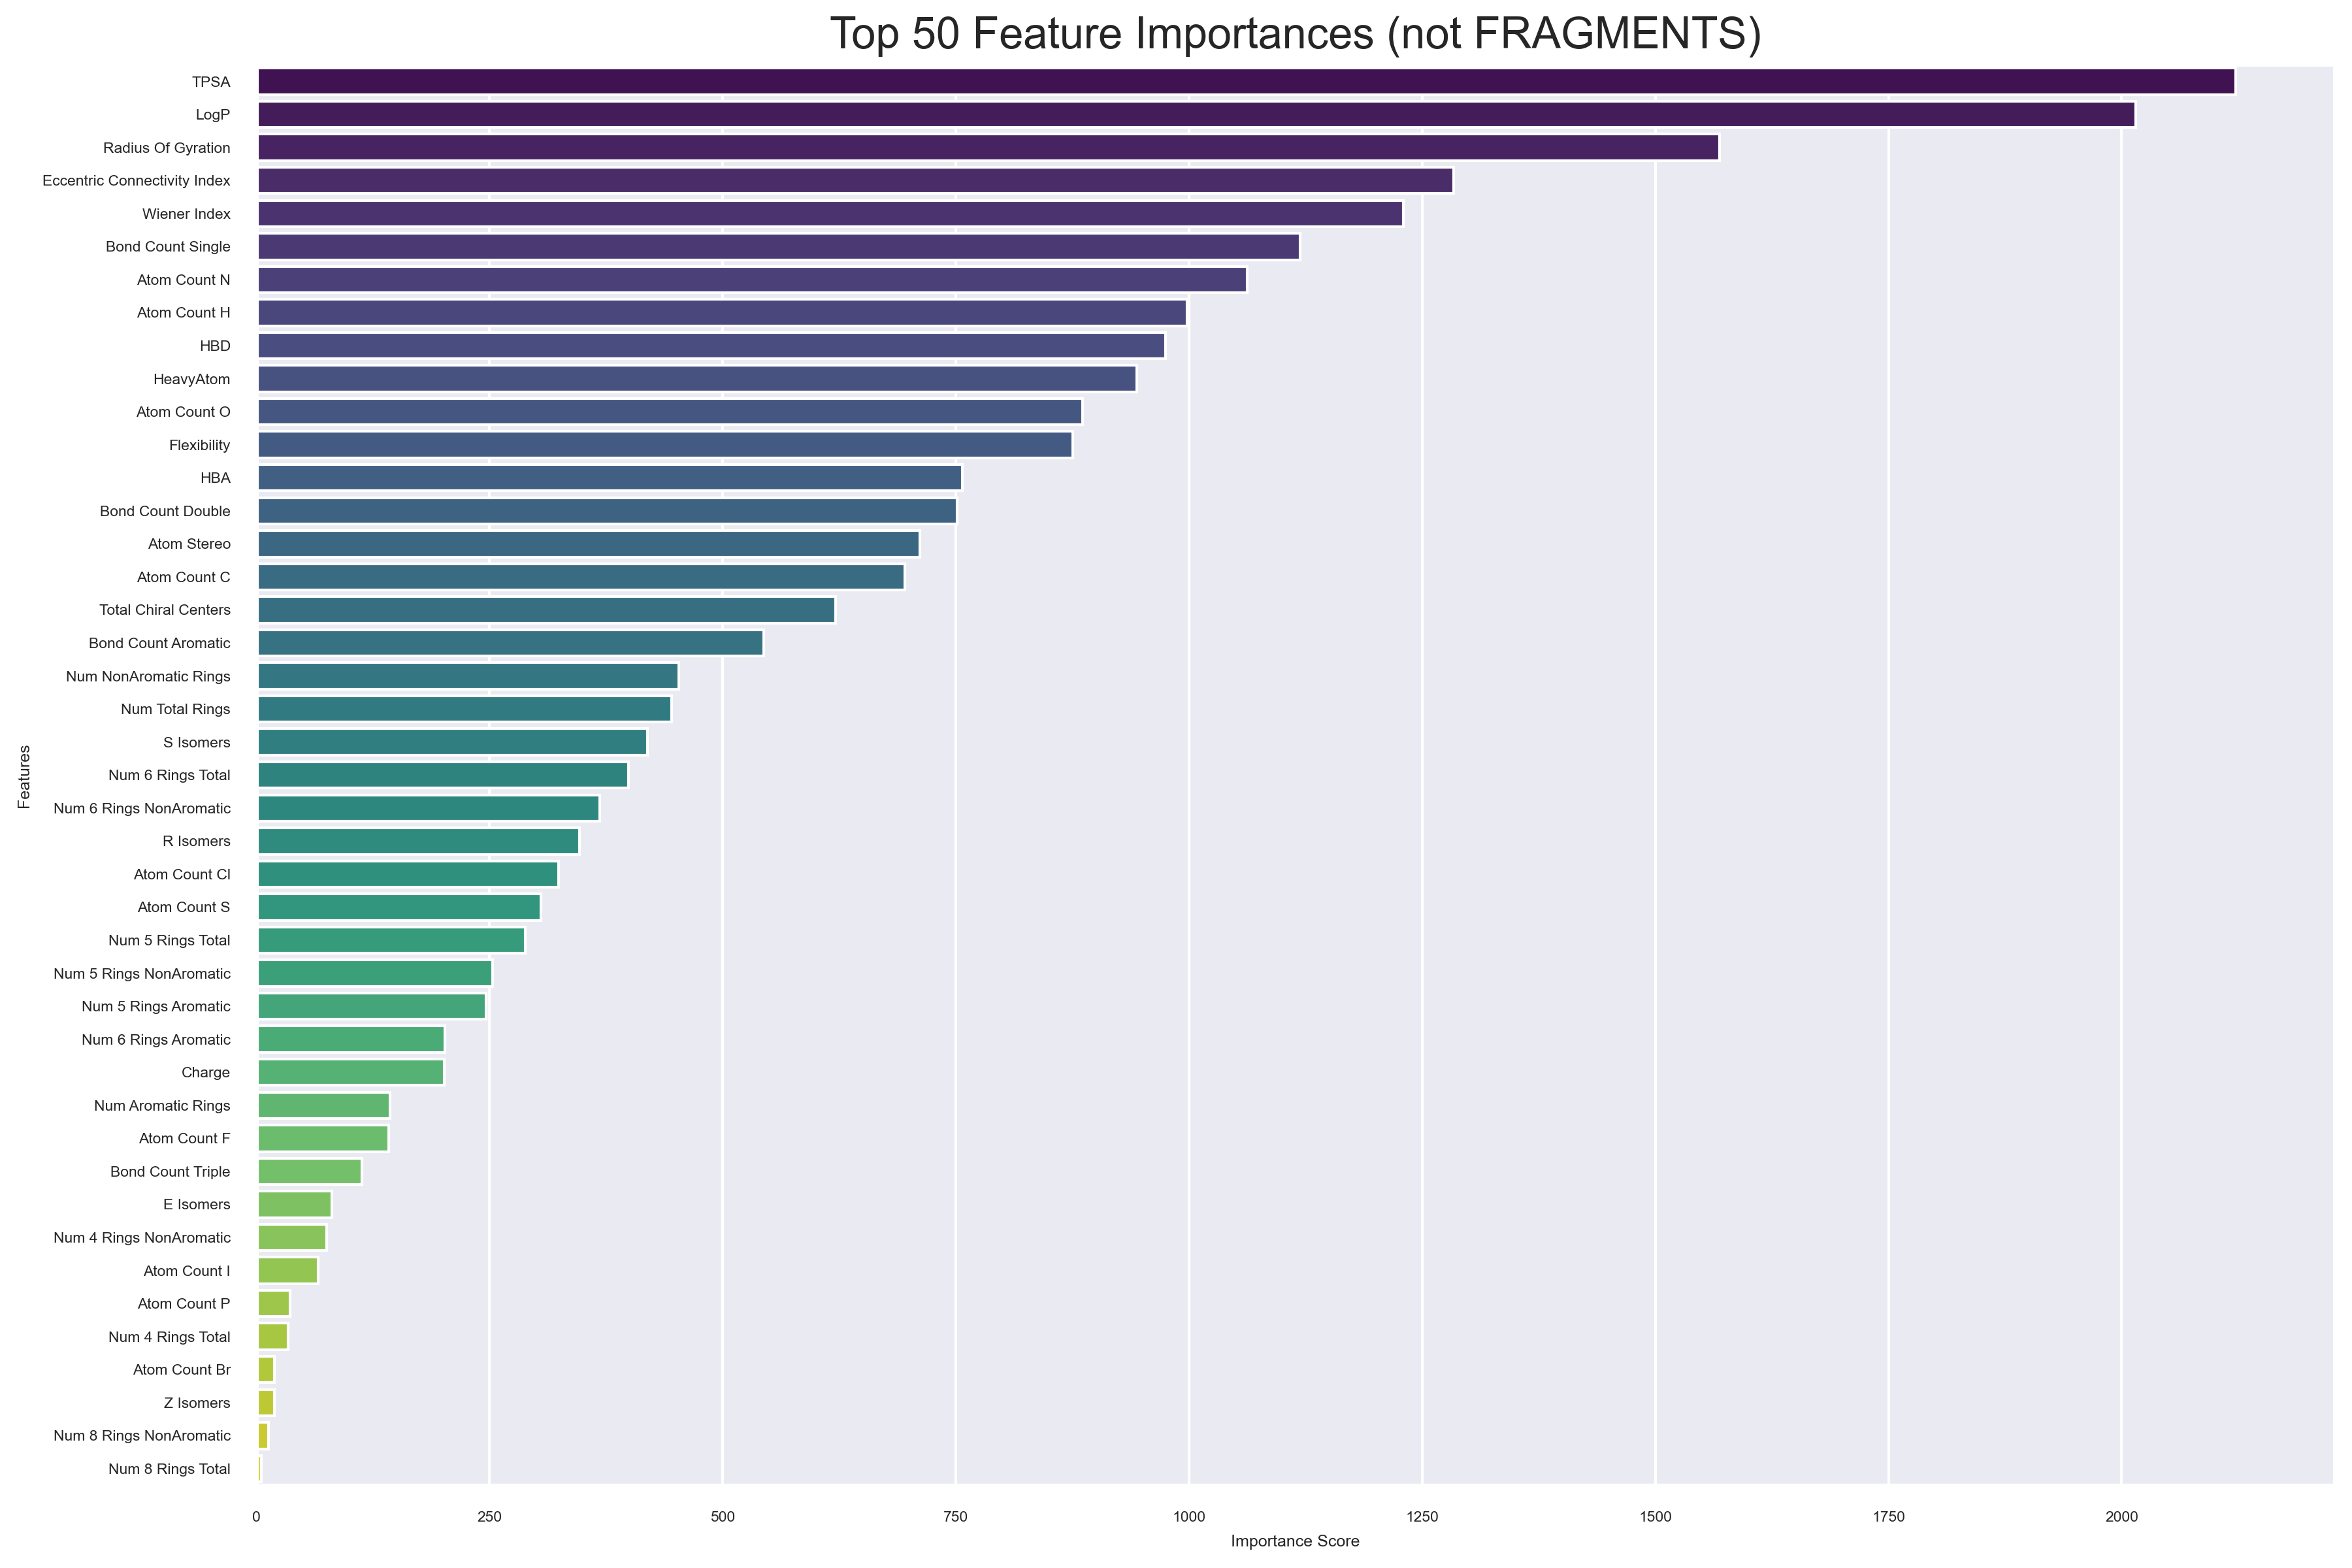 Top 50 Feature Importances (not FRAGMENTS)
TPSA
LogP
Radius Of Gyration
Eccentric Connectivity Index
Wiener Index
Bond Count Single
Atom Count N
Atom Count H
HBD
HeavyAtom
Atom Count O
Flexibility
HBA
Bond Count Double
Atom Stereo
Atom Count C
Total Chiral Centers
Bond Count Aromatic
Num NonAromatic Rings
Num Total Rings
S Isomers
Num 6 Rings Total
Num 6 Rings NonAromatic
R Isomers
Atom Count Cl
Atom Count S
Num 5 Rings Total
Num 5 Rings NonAromatic
Num 5 Rings Aromatic
Num 6 Rings Aromatic
Charge
Num Aromatic Rings
Atom Count F
Bond Count Triple
E Isomers
Num 4 Rings NonAromatic
Atom Count I
Atom Count P
Num 4 Rings Total
Atom Count Br
Z Isomers
Num 8 Rings NonAromatic
Num 8 Rings Total
Features
0 250 500 750 1000 1250 1500 1750 2000
Importance Score